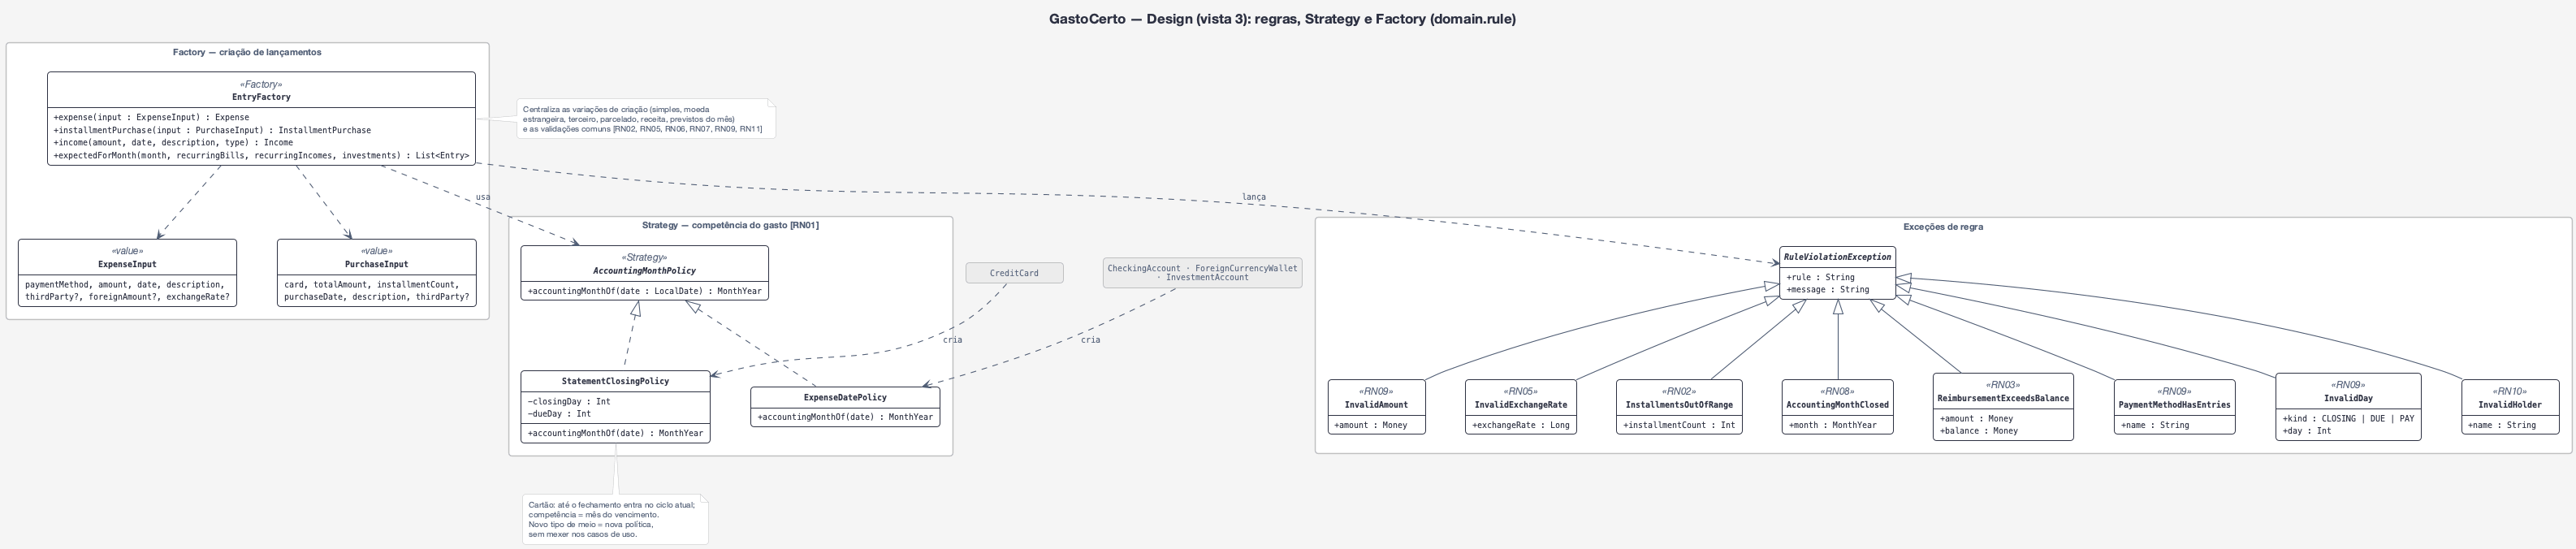 GastoCerto — Design (vista 3): regras, Strategy e Factory (domain.rule)
Factory — criação de lançamentos
«Factory»
EntryFactory
+expense(input : ExpenseInput) : Expense
+installmentPurchase(input : PurchaseInput) : InstallmentPurchase
+income(amount, date, description, type) : Income
+expectedForMonth(month, recurringBills, recurringIncomes, investments) : List<Entry>
Centraliza as variações de criação (simples, moeda
estrangeira, terceiro, parcelado, receita, previstos do mês)
e as validações comuns [RN02, RN05, RN06, RN07, RN09, RN11]
usa
lança
«value»
ExpenseInput
paymentMethod, amount, date, description,
thirdParty?, foreignAmount?, exchangeRate?
«value»
PurchaseInput
card, totalAmount, installmentCount,
purchaseDate, description, thirdParty?
Strategy — competência do gasto [RN01]
«Strategy»
AccountingMonthPolicy
+accountingMonthOf(date : LocalDate) : MonthYear
CreditCard
CheckingAccount · ForeignCurrencyWallet
· InvestmentAccount
cria
cria
StatementClosingPolicy
−closingDay : Int
−dueDay : Int
+accountingMonthOf(date) : MonthYear
ExpenseDatePolicy
+accountingMonthOf(date) : MonthYear
Cartão: até o fechamento entra no ciclo atual;
competência = mês do vencimento.
Novo tipo de meio = nova política,
sem mexer nos casos de uso.
Exceções de regra
RuleViolationException
+rule : String
+message : String
«RN09»
InvalidAmount
+amount : Money
«RN05»
InvalidExchangeRate
+exchangeRate : Long
«RN02»
InstallmentsOutOfRange
+installmentCount : Int
«RN08»
AccountingMonthClosed
+month : MonthYear
«RN03»
ReimbursementExceedsBalance
+amount : Money
+balance : Money
«RN09»
PaymentMethodHasEntries
+name : String
«RN09»
InvalidDay
+kind : CLOSING | DUE | PAY
+day : Int
«RN10»
InvalidHolder
+name : String